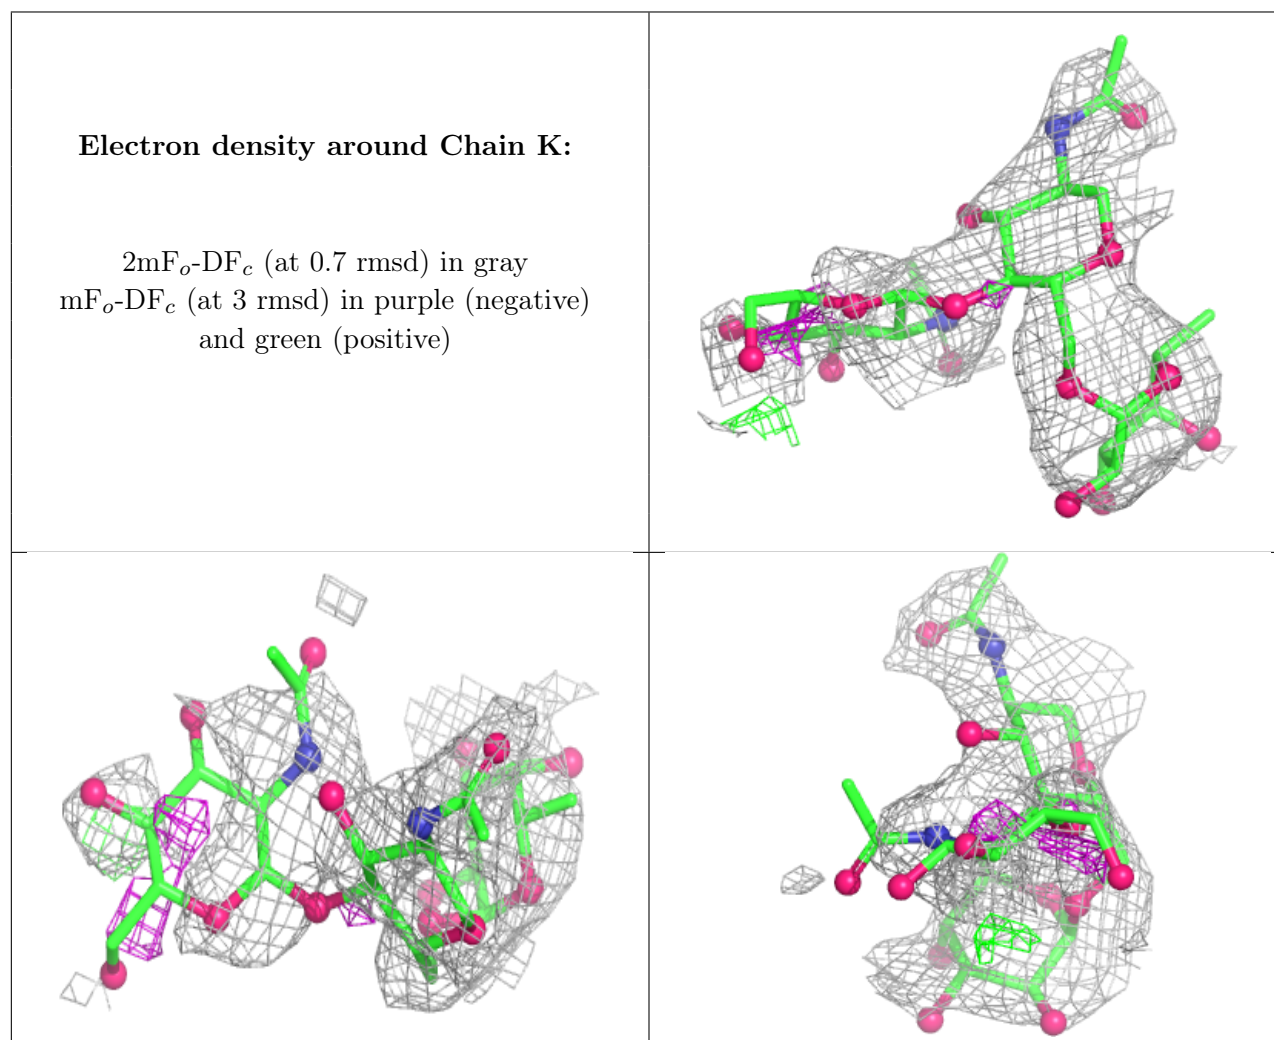 Electron density around Chain K:
2mFₒ-DF𝒸 (at 0.7 rmsd) in gray
mFₒ-DF𝒸 (at 3 rmsd) in purple (negative)
and green (positive)